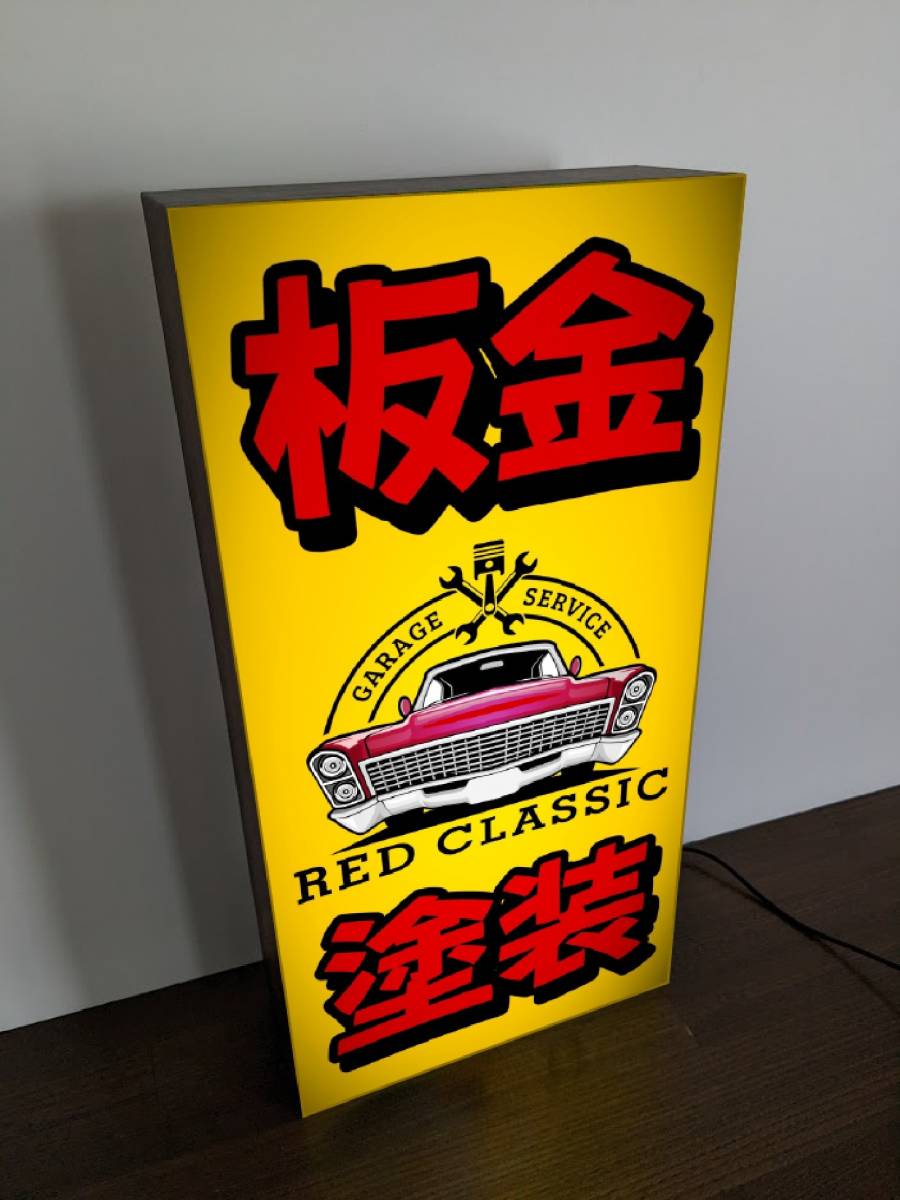 板金
GARAGE SERVICE
RED CLASSIC
塗装